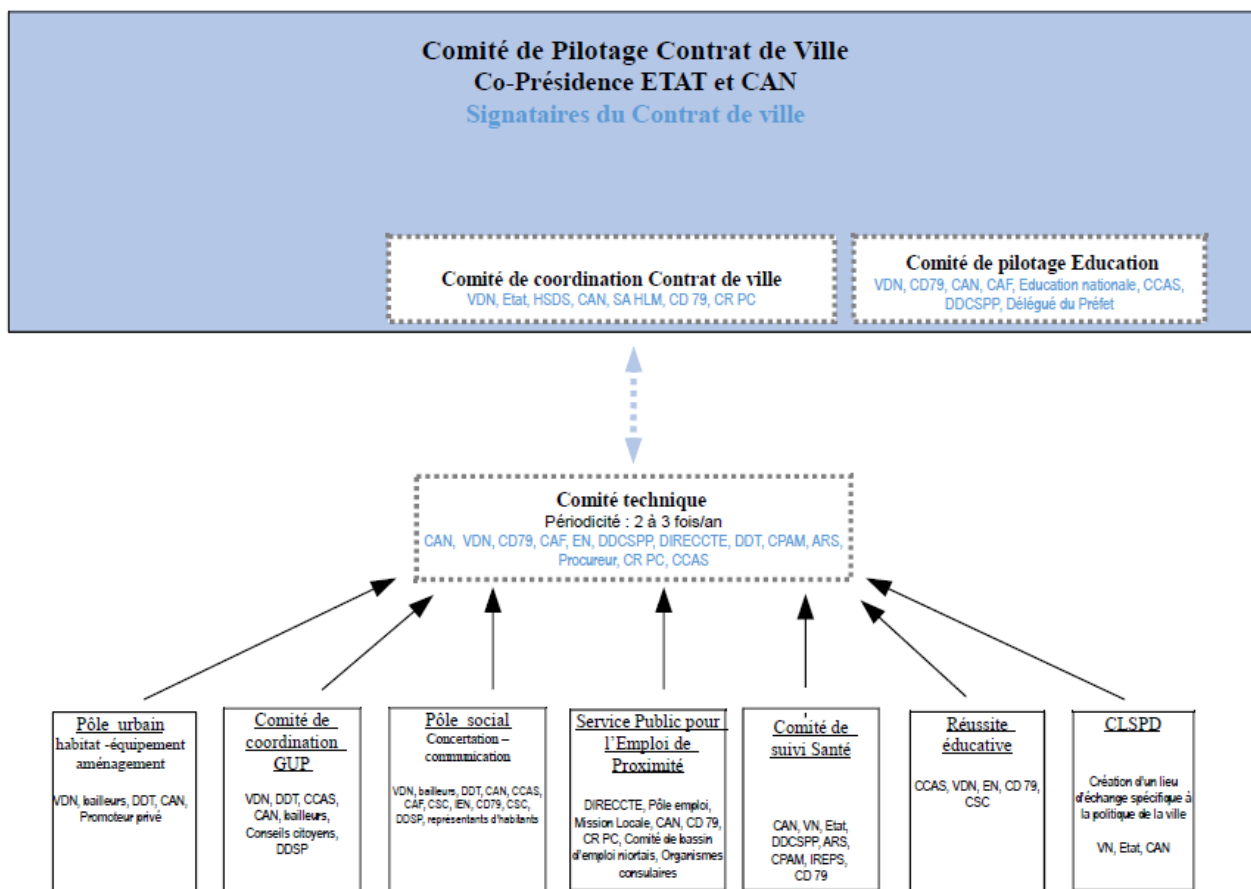 Comité de Pilotage Contrat de Ville
Co-Présidence ETAT et CAN
Signataires du Contrat de ville
Comité de coordination Contrat de ville
VDN, Etat, HSDS, CAN, SA HLM, CD 79, CR PC
Comité de pilotage Education
VDN, CD79, CAN, CAF, Education nationale, CCAS,
DDCSPP, Délégué du Préfet
Comité technique
Périodicité : 2 à 3 fois/an
CAN, VDN, CD79, CAF, EN, DDCSPP, DIRECCTE, DDT, CPAM, ARS,
Procureur, CR PC, CCAS
Pôle urbain
habitat -équipement
aménagement
VDN, bailleurs, DDT, CAN,
Promoteur privé
Comité de
coordination
GUP
VDN, DDT, CCAS,
CAN, bailleurs,
Conseils citoyens,
DDSP
Pôle social
Concertation –
communication
VDN, bailleurs, DDT, CAN, CCAS,
CAF, CSC, IEN, CD79, CSC,
DDSP, représentants d'habitants
Service Public pour
l'Emploi de
Proximité
DIRECCTE, Pôle emploi,
Mission Locale, CAN, CD 79,
CR PC, Comité de bassin
d'emploi niortais, Organismes
consulaires
Comité de
suivi Santé
CAN, VN, Etat,
DDCSPP, ARS,
CPAM, IREPS,
CD 79
Réussite
éducative
CCAS, VDN, EN, CD 79,
CSC
CLSPD
Création d'un lieu
d'échange spécifique à
la politique de la ville
VN, Etat, CAN